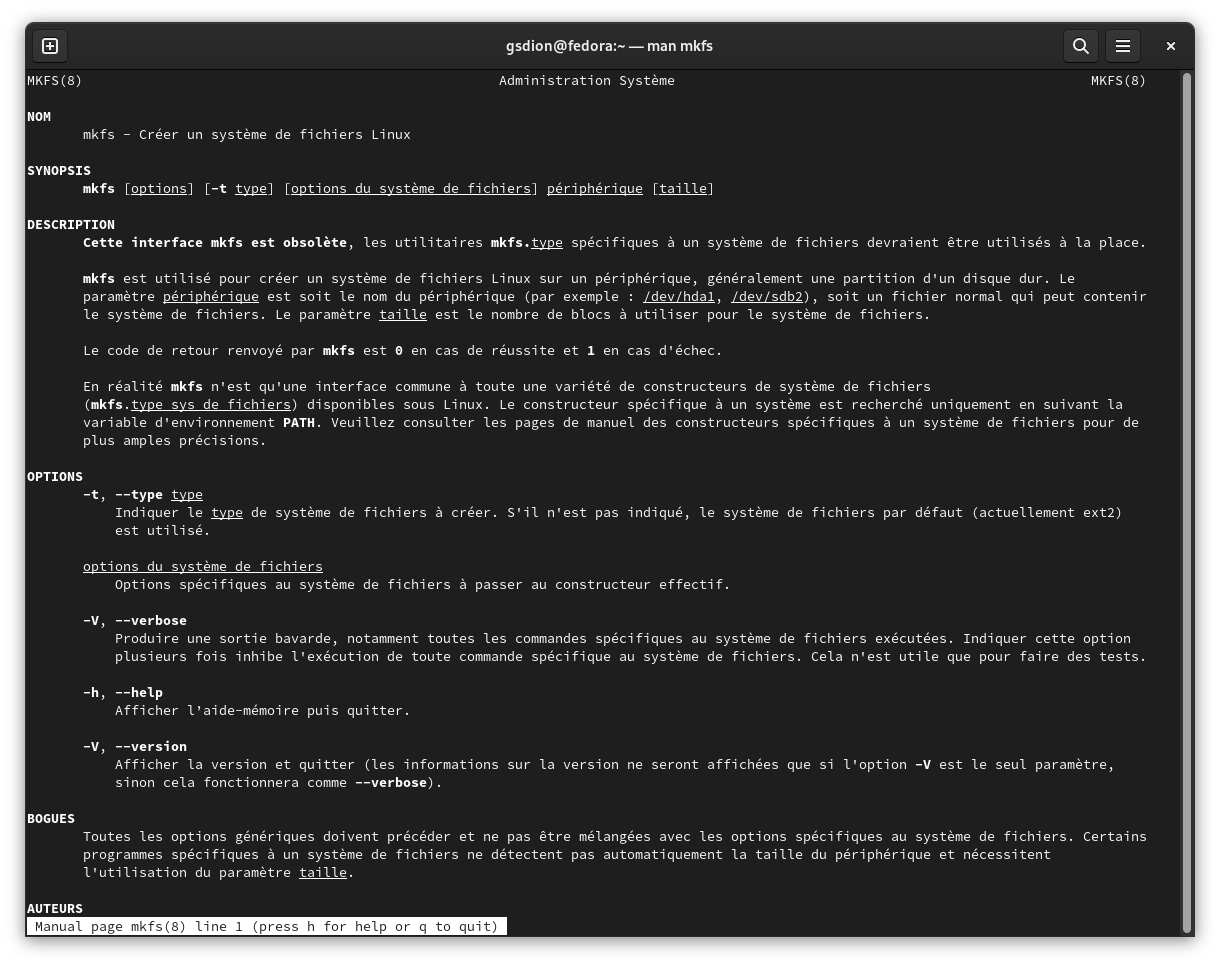 gsdion@fedora:~ — man mkfs
MKFS(8) Administration Système MKFS(8)
NOM
mkfs - Créer un système de fichiers Linux
SYNOPSIS
mkfs [options] [-t type] [options du système de fichiers] périphérique [taille]
DESCRIPTION
Cette interface mkfs est obsolète, les utilitaires mkfs.type spécifiques à un système de fichiers devraient être utilisés à la place.
mkfs est utilisé pour créer un système de fichiers Linux sur un périphérique, généralement une partition d'un disque dur. Le
paramètre périphérique est soit le nom du périphérique (par exemple : /dev/hda1, /dev/sdb2), soit un fichier normal qui peut contenir
le système de fichiers. Le paramètre taille est le nombre de blocs à utiliser pour le système de fichiers.
Le code de retour renvoyé par mkfs est 0 en cas de réussite et 1 en cas d'échec.
En réalité mkfs n'est qu'une interface commune à toute une variété de constructeurs de système de fichiers
(mkfs.type_sys_de_fichiers) disponibles sous Linux. Le constructeur spécifique à un système est recherché uniquement en suivant la
variable d'environnement PATH. Veuillez consulter les pages de manuel des constructeurs spécifiques à un système de fichiers pour de
plus amples précisions.
OPTIONS
-t, --type type
Indiquer le type de système de fichiers à créer. S'il n'est pas indiqué, le système de fichiers par défaut (actuellement ext2)
est utilisé.
options du système de fichiers
Options spécifiques au système de fichiers à passer au constructeur effectif.
-V, --verbose
Produire une sortie bavarde, notamment toutes les commandes spécifiques au système de fichiers exécutées. Indiquer cette option
plusieurs fois inhibe l'exécution de toute commande spécifique au système de fichiers. Cela n'est utile que pour faire des tests.
-h, --help
Afficher l’aide-mémoire puis quitter.
-V, --version
Afficher la version et quitter (les informations sur la version ne seront affichées que si l'option -V est le seul paramètre,
sinon cela fonctionnera comme --verbose).
BOGUES
Toutes les options génériques doivent précéder et ne pas être mélangées avec les options spécifiques au système de fichiers. Certains
programmes spécifiques à un système de fichiers ne détectent pas automatiquement la taille du périphérique et nécessitent
l'utilisation du paramètre taille.
AUTEURS
Manual page mkfs(8) line 1 (press h for help or q to quit)